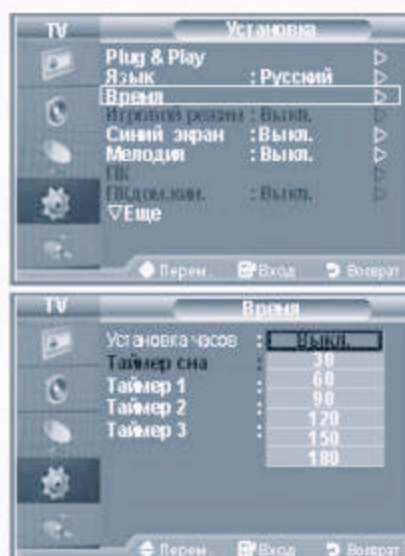 TV Установка
Plug & Play
Язык : Русский
Время
Игровой режим : Выкл.
Синий экран : Выкл.
Мелодия : Выкл.
ПК
ПКдом.кин. : Выкл.
▽Еще
Перем. Вход Возврат
TV Время
Установка часов : Выкл.
Таймер сна : 30
Таймер 1 : 60
Таймер 2 : 90
Таймер 3 : 120
150
180
Перем. Вход Возврат